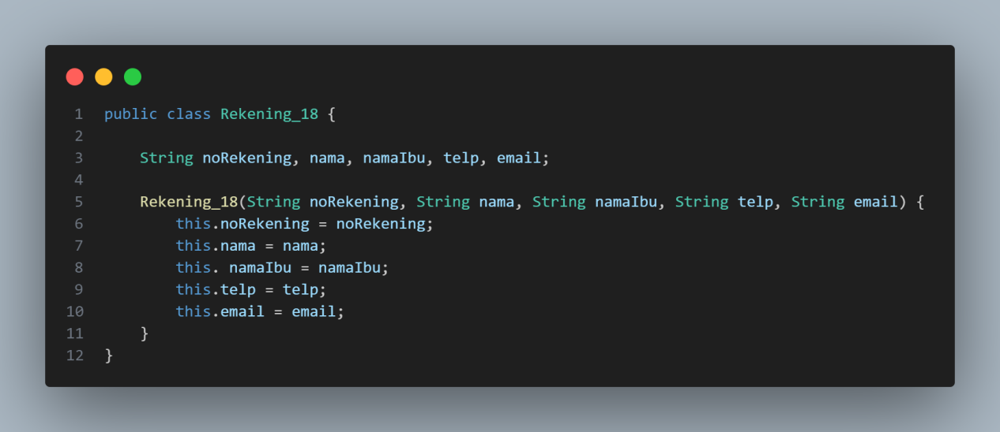 1 public class Rekening_18 {
2
3     String noRekening, nama, namaIbu, telp, email;
4
5     Rekening_18(String noRekening, String nama, String namaIbu, String telp, String email) {
6         this.noRekening = noRekening;
7         this.nama = nama;
8         this. namaIbu = namaIbu;
9         this.telp = telp;
10         this.email = email;
11     }
12 }